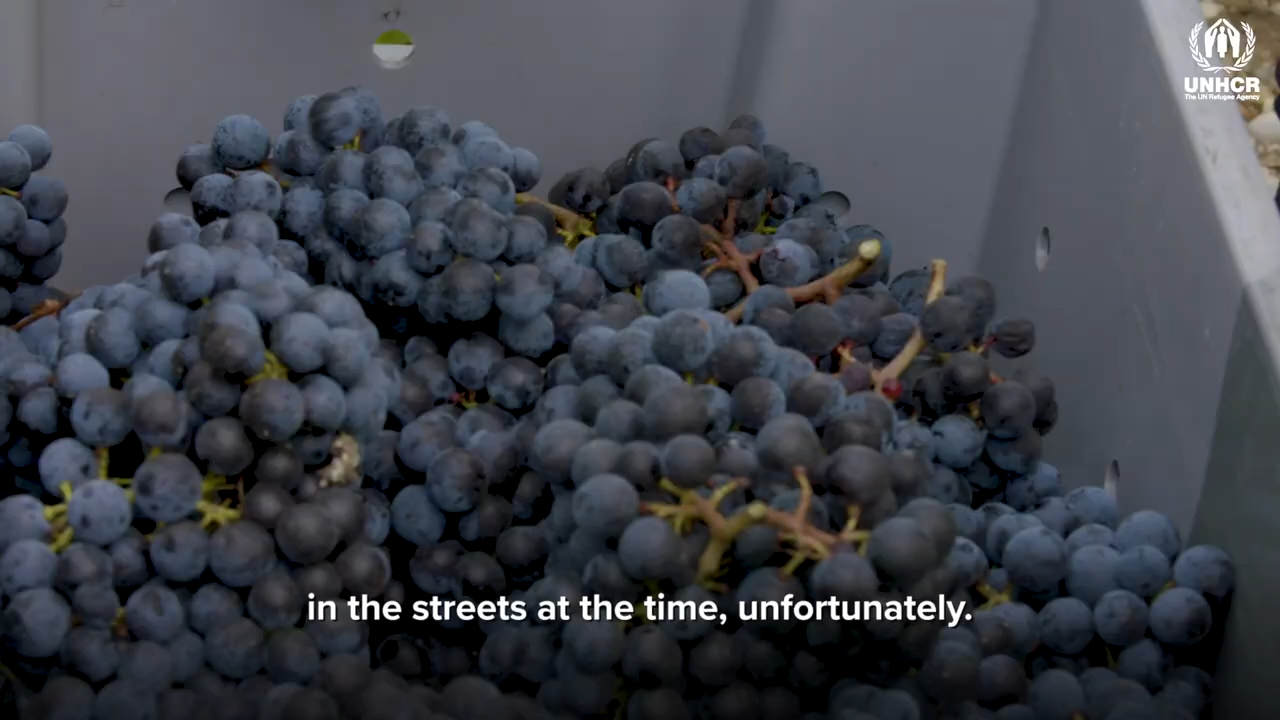 UNHCR
The UN Refugee Agency
in the streets at the time, unfortunately.